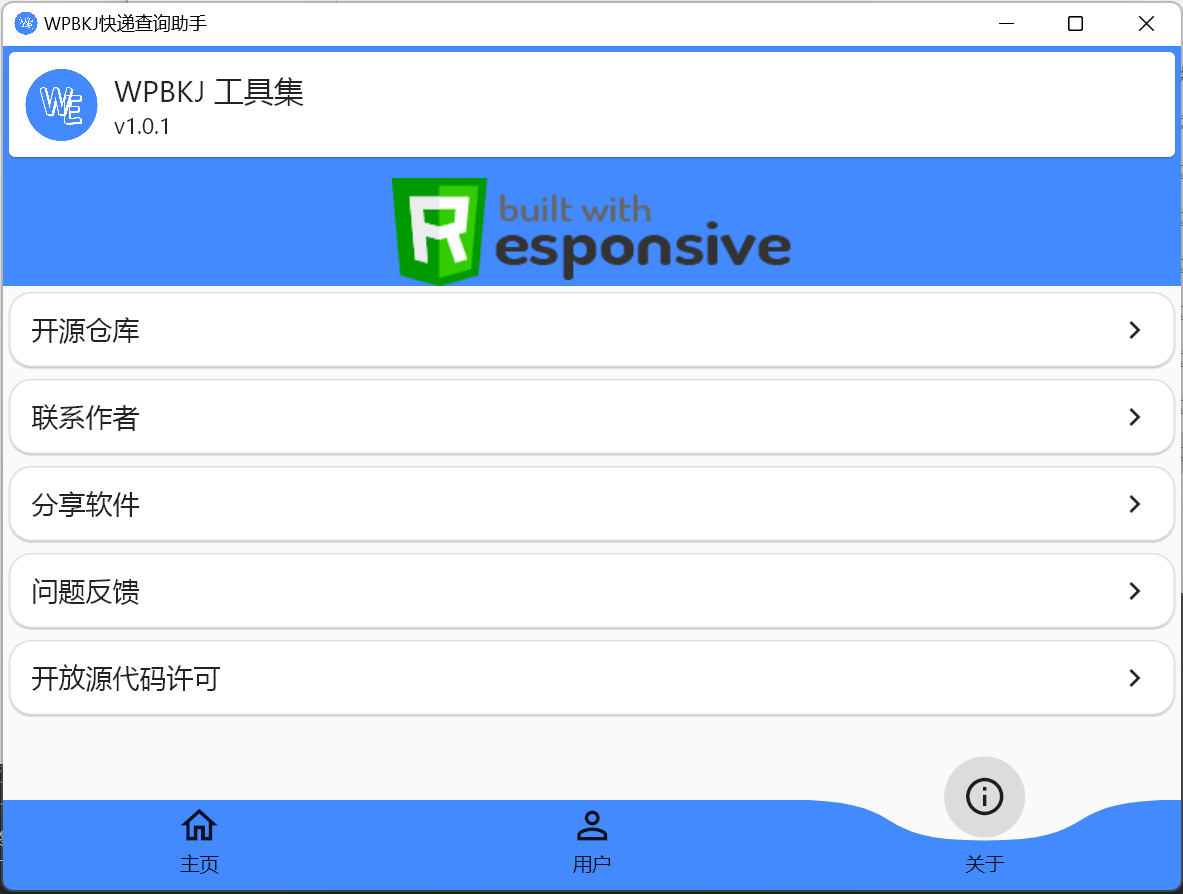 WPBKJ快递查询助手
WE
WPBKJ 工具集
v1.0.1
built with
Responsive
开源仓库
联系作者
分享软件
问题反馈
开放源代码许可
主页
用户
关于